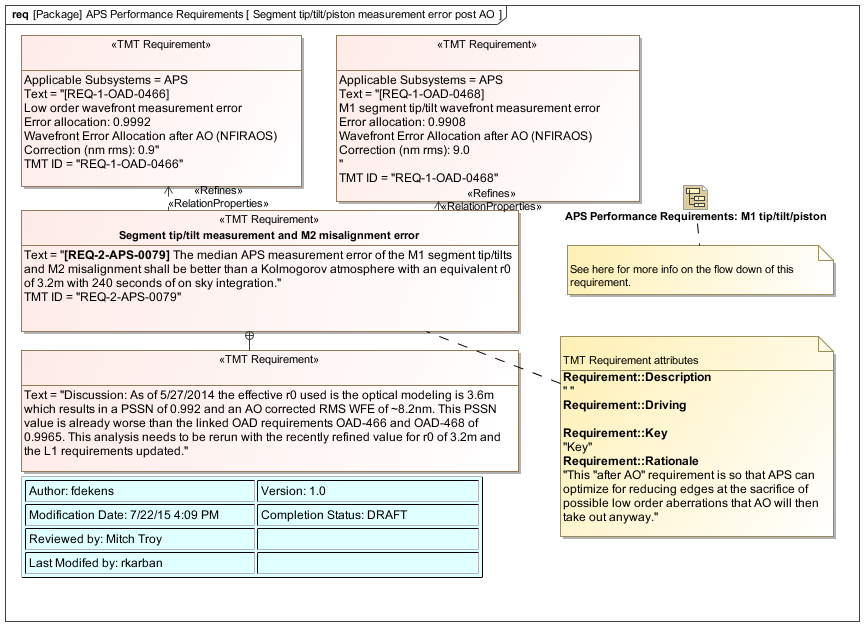 req [Package] APS Performance Requirements [ Segment tip/tilt/piston measurement error post AO ]
«TMT Requirement»
Applicable Subsystems = APS
Text = "[REQ-1-OAD-0466]
Low order wavefront measurement error
Error allocation: 0.9992
Wavefront Error Allocation after AO (NFIRAOS)
Correction (nm rms): 0.9"
TMT ID = "REQ-1-OAD-0466"
«TMT Requirement»
Applicable Subsystems = APS
Text = "[REQ-1-OAD-0468]
M1 segment tip/tilt wavefront measurement error
Error allocation: 0.9908
Wavefront Error Allocation after AO (NFIRAOS)
Correction (nm rms): 9.0
"
TMT ID = "REQ-1-OAD-0468"
«Refines»
«RelationProperties»
«Refines»
«RelationProperties»
APS Performance Requirements: M1 tip/tilt/piston
«TMT Requirement»
Segment tip/tilt measurement and M2 misalignment error
Text = "[REQ-2-APS-0079] The median APS measurement error of the M1 segment tip/tilts
and M2 misalignment shall be better than a Kolmogorov atmosphere with an equivalent r0
of 3.2m with 240 seconds of on sky integration."
TMT ID = "REQ-2-APS-0079"
See here for more info on the flow down of this
requirement.
«TMT Requirement»
Text = "Discussion: As of 5/27/2014 the effective r0 used is the optical modeling is 3.6m
which results in a PSSN of 0.992 and an AO corrected RMS WFE of ~8.2nm. This PSSN
value is already worse than the linked OAD requirements OAD-466 and OAD-468 of
0.9965. This analysis needs to be rerun with the recently refined value for r0 of 3.2m and
the L1 requirements updated."
TMT Requirement attributes
Requirement::Description
" "
Requirement::Driving
Requirement::Key
"Key"
Requirement::Rationale
"This "after AO" requirement is so that APS can
optimize for reducing edges at the sacrifice of
possible low order aberrations that AO will then
take out anyway."
Author: fdekens
Version: 1.0
Modification Date: 7/22/15 4:09 PM
Completion Status: DRAFT
Reviewed by: Mitch Troy
Last Modifed by: rkarban